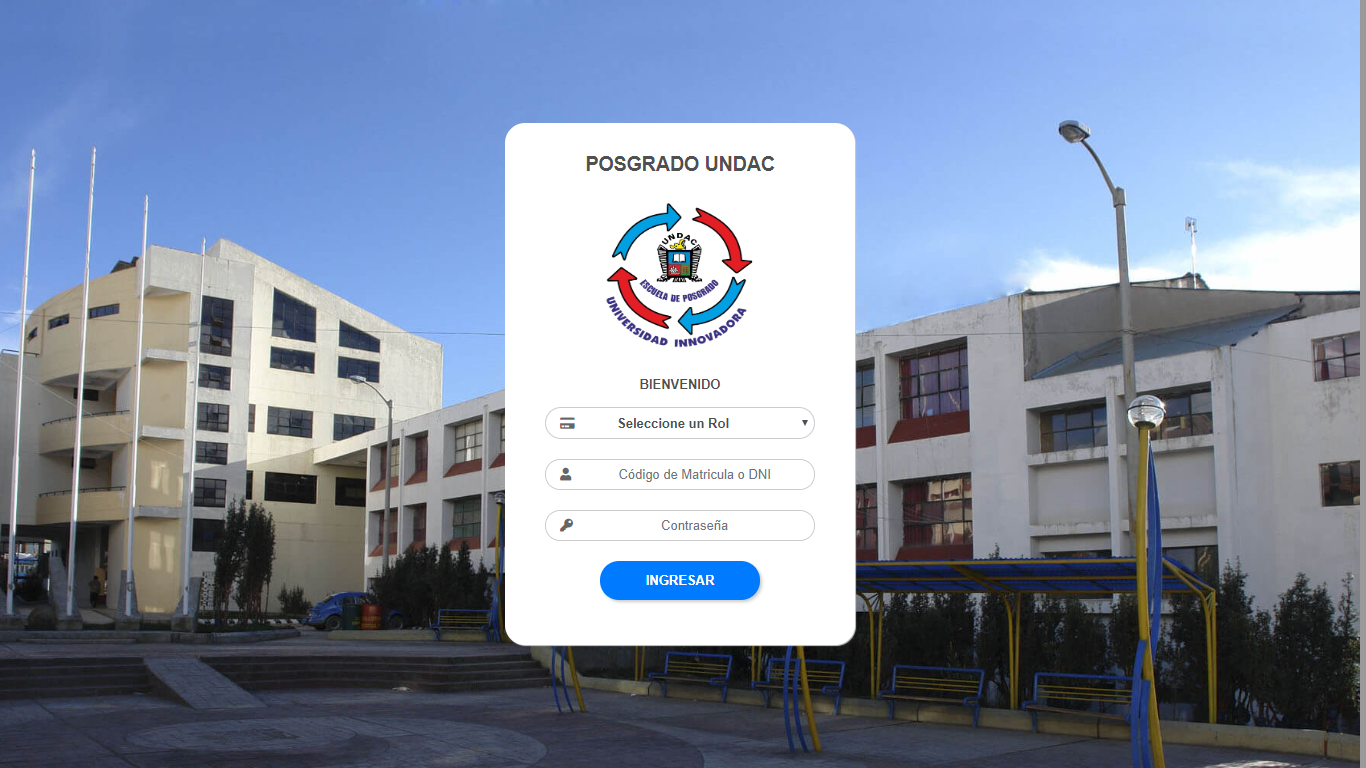 POSGRADO UNDAC
UNDAC
ESCUELA DE POSGRADO
UNIVERSIDAD INNOVADORA
BIENVENIDO
Seleccione un Rol
Código de Matricula o DNI
Contraseña
INGRESAR